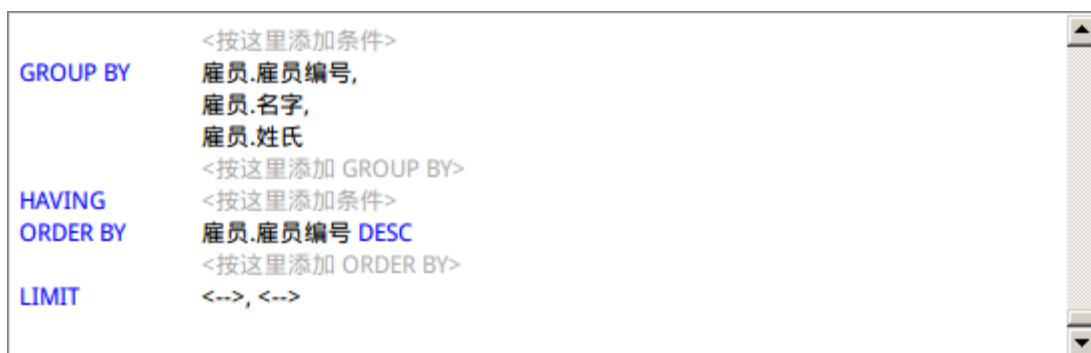 <按这里添加条件>
GROUP BY 雇员.雇员编号,
雇员.名字,
雇员.姓氏
<按这里添加 GROUP BY>
HAVING <按这里添加条件>
ORDER BY 雇员.雇员编号 DESC
<按这里添加 ORDER BY>
LIMIT <-->, <-->